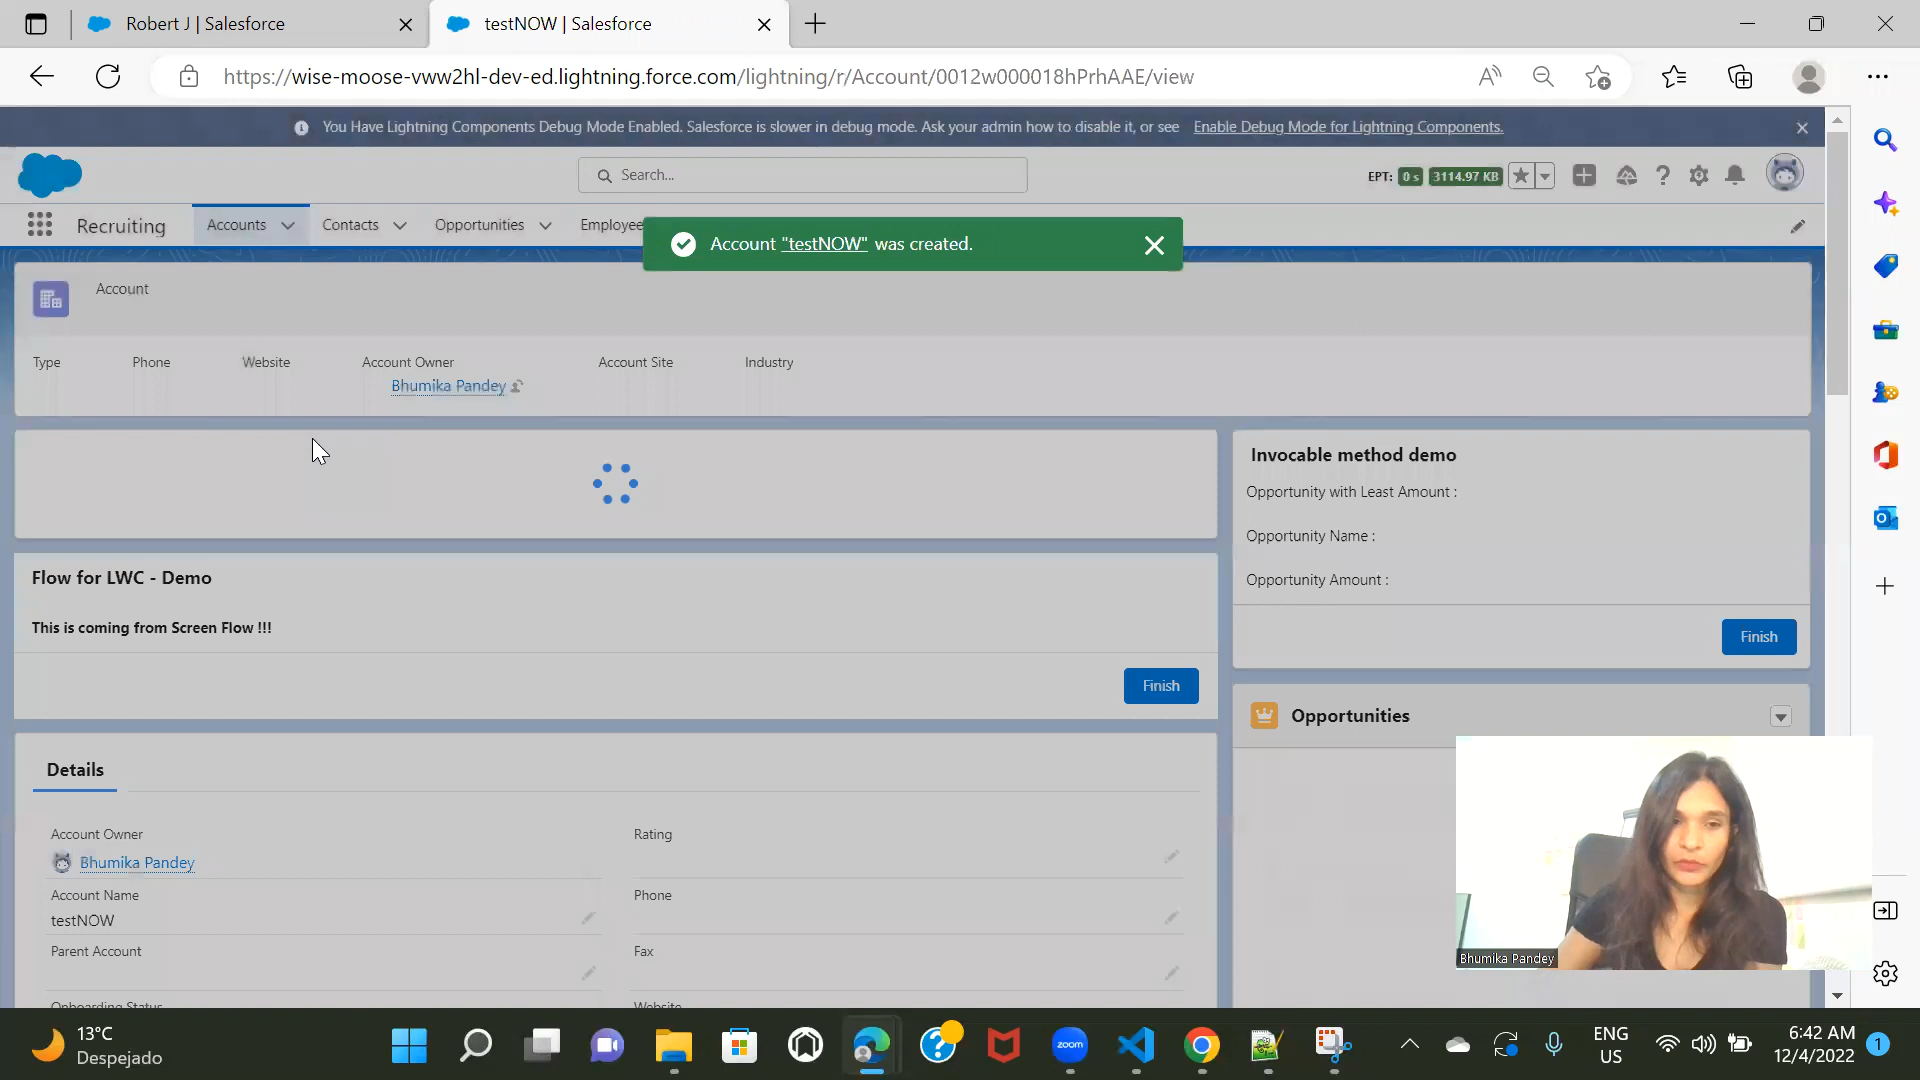 Robert J | Salesforce
testNOW | Salesforce
https://wise-moose-vww2hl-dev-ed.lightning.force.com/lightning/r/Account/0012w000018hPrhAAE/view
You Have Lightning Components Debug Mode Enabled. Salesforce is slower in debug mode. Ask your admin how to disable it, or see Enable Debug Mode for Lightning Components.
Search...
EPT: 0 s 3114.97 KB
Recruiting
Accounts
Contacts
Opportunities
Employee
Account "testNOW" was created.
Account
Type
Phone
Website
Account Owner
Account Site
Industry
Bhumika Pandey
Invocable method demo
Opportunity with Least Amount :
Opportunity Name :
Opportunity Amount :
Finish
Flow for LWC - Demo
This is coming from Screen Flow !!!
Finish
Opportunities
Details
Account Owner
Bhumika Pandey
Rating
Account Name
testNOW
Phone
Parent Account
Fax
Onboarding Status
Website
Bhumika Pandey
13°C
Despejado
zoom
ENG
US
6:42 AM
12/4/2022
1